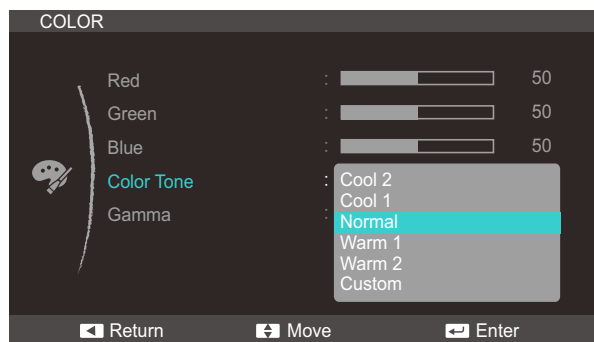 COLOR
Red : 50
Green : 50
Blue : 50
Color Tone : Cool 2
Cool 1
Gamma : Normal
Warm 1
Warm 2
Custom
Return Move Enter